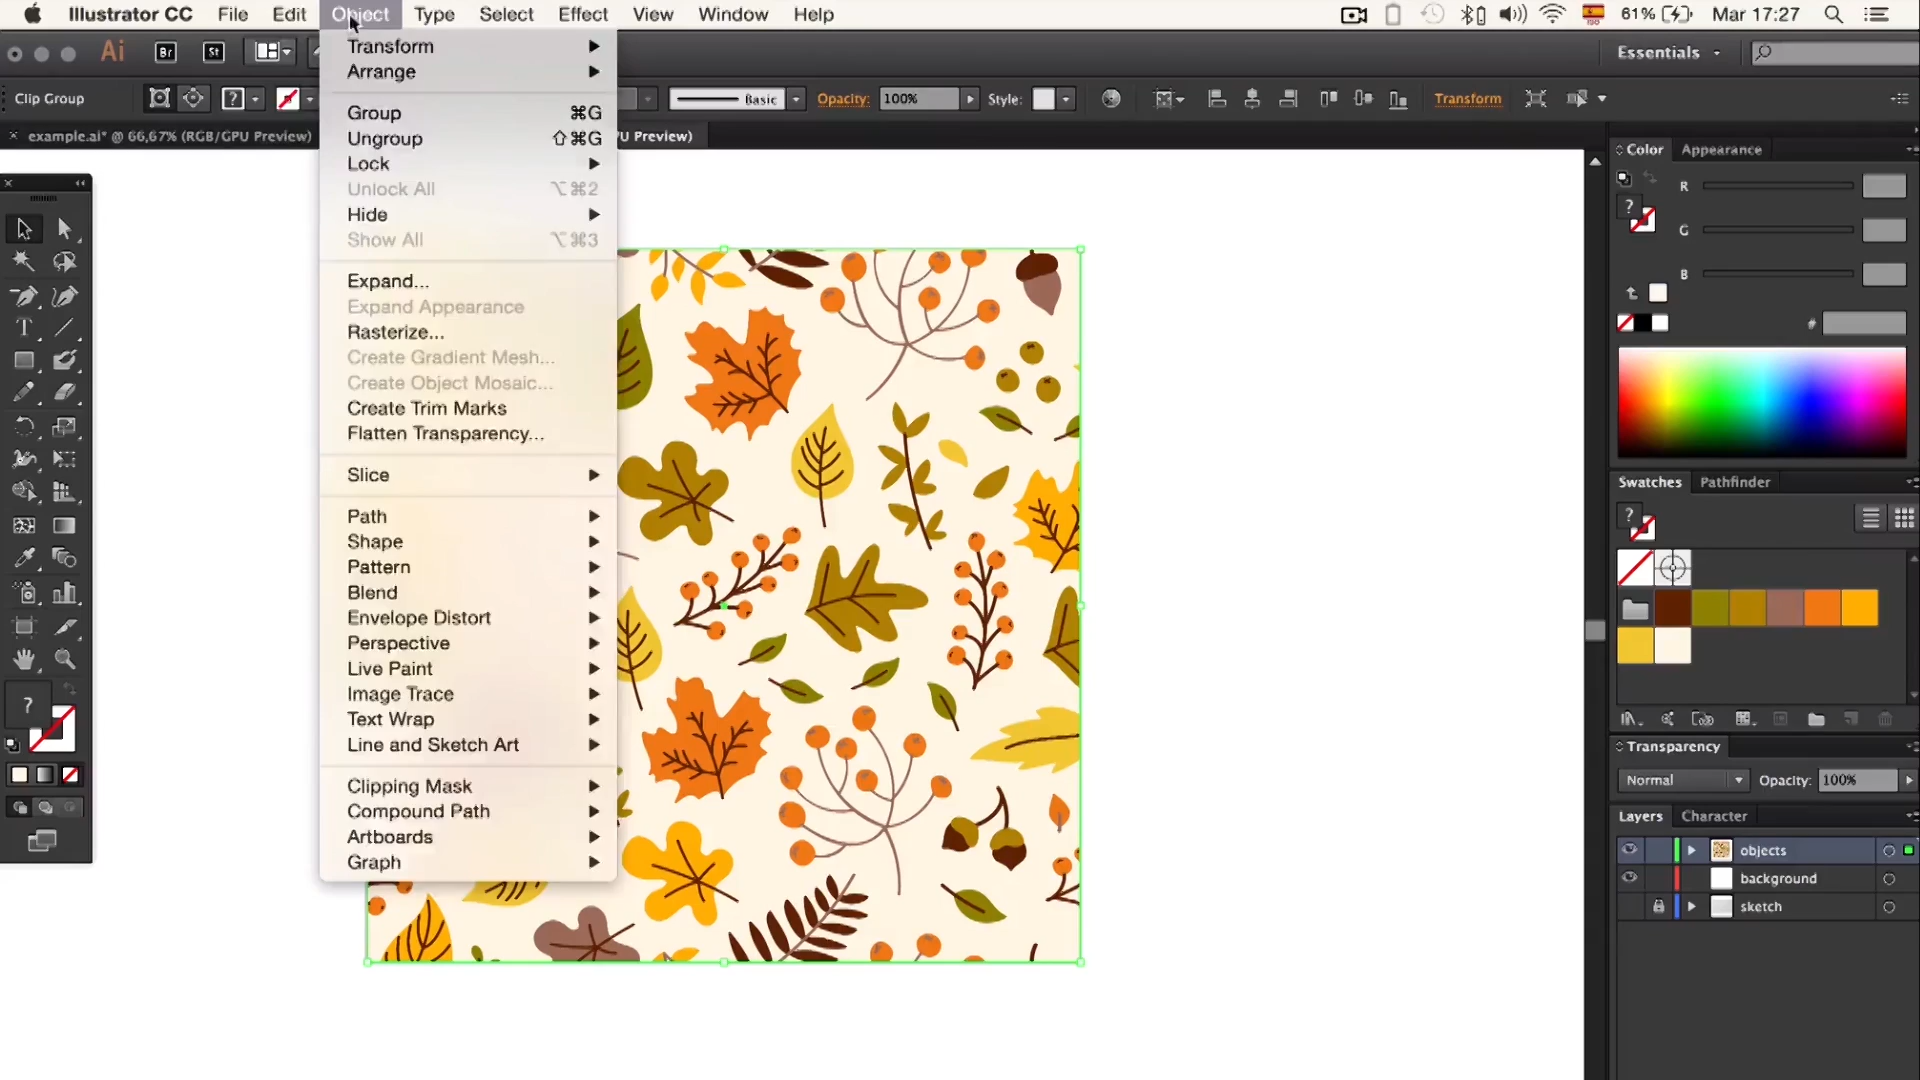 Illustrator CC File Edit Object Type Select Effect View Window Help 61% Mar 17:27
Ai Br St Essentials
Clip Group ? Basic Opacity: 100% Style: Transform
example.ai* @ 66,67% (RGB/GPU Preview) U Preview)
Transform
Arrange
Group ⌘G
Ungroup ⇧⌘G
Lock
Unlock All ⌥⌘2
Hide
Show All ⌥⌘3
Expand...
Expand Appearance
Rasterize...
Create Gradient Mesh...
Create Object Mosaic...
Create Trim Marks
Flatten Transparency...
Slice
Path
Shape
Pattern
Blend
Envelope Distort
Perspective
Live Paint
Image Trace
Text Wrap
Line and Sketch Art
Clipping Mask
Compound Path
Artboards
Graph
T
?
Color Appearance
R
? G
B
#
Swatches Pathfinder
?
Transparency
Normal Opacity: 100%
Layers Character
objects
background
sketch